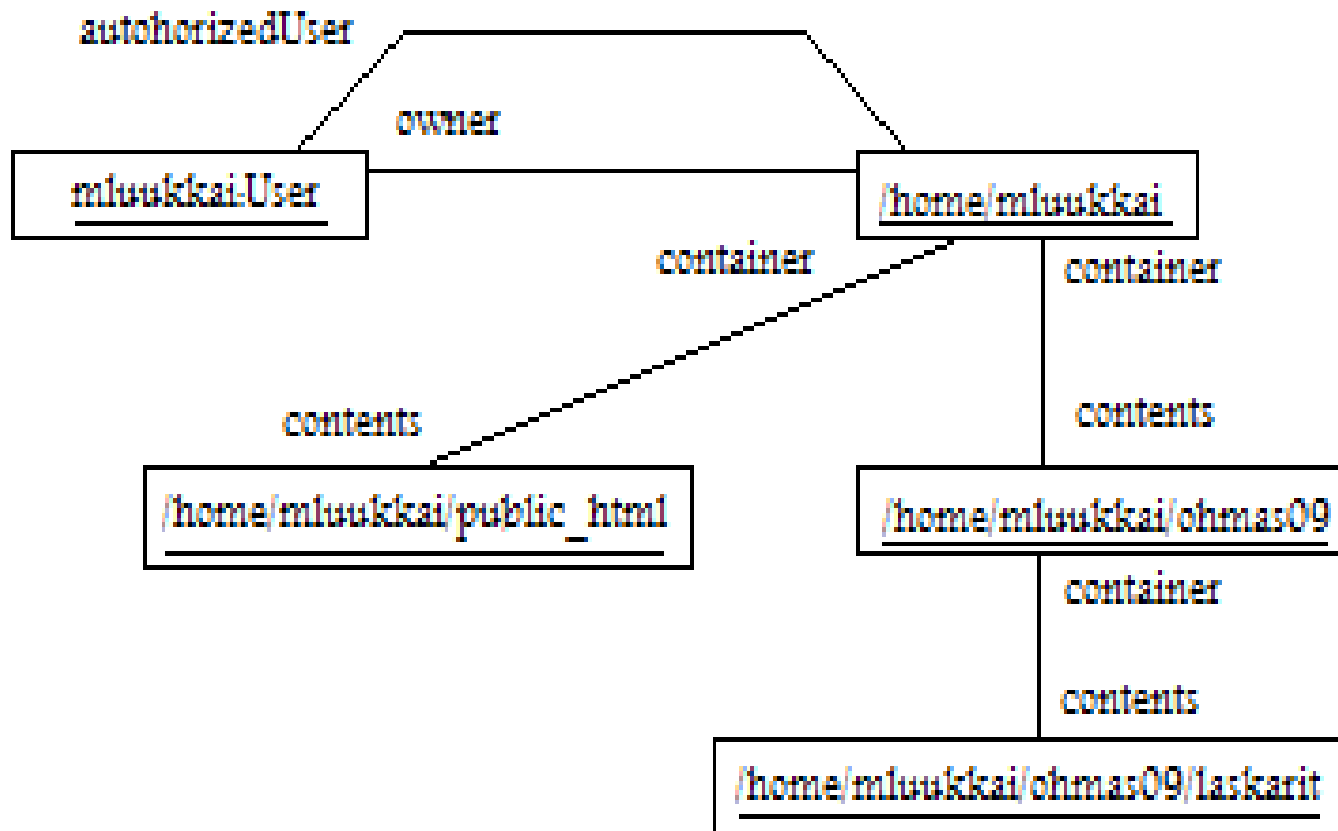 autohorizedUser
owner
mluukkai:User
/home/mluukkai
container
container
contents
contents
/home/mluukkai/public_html
/home/mluukkai/ohmas09
container
contents
/home/mluukkai/ohmas09/laskarit